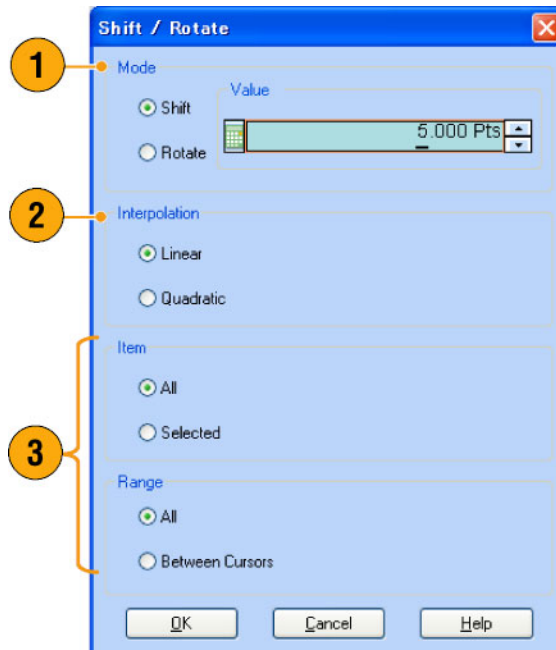 Shift / Rotate
1
Mode
Value
Shift
5.000 Pts
Rotate
2
Interpolation
Linear
Quadratic
3
Item
All
Selected
Range
All
Between Cursors
OK
Cancel
Help